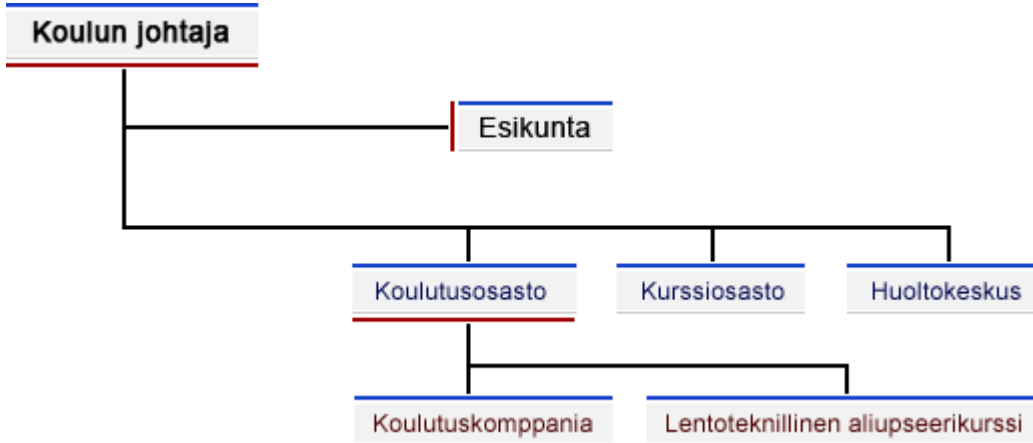 Koulun johtaja
Esikunta
Koulutusosasto
Kurssiosasto
Huoltokeskus
Koulutuskomppania
Lentoteknillinen aliupseerikurssi